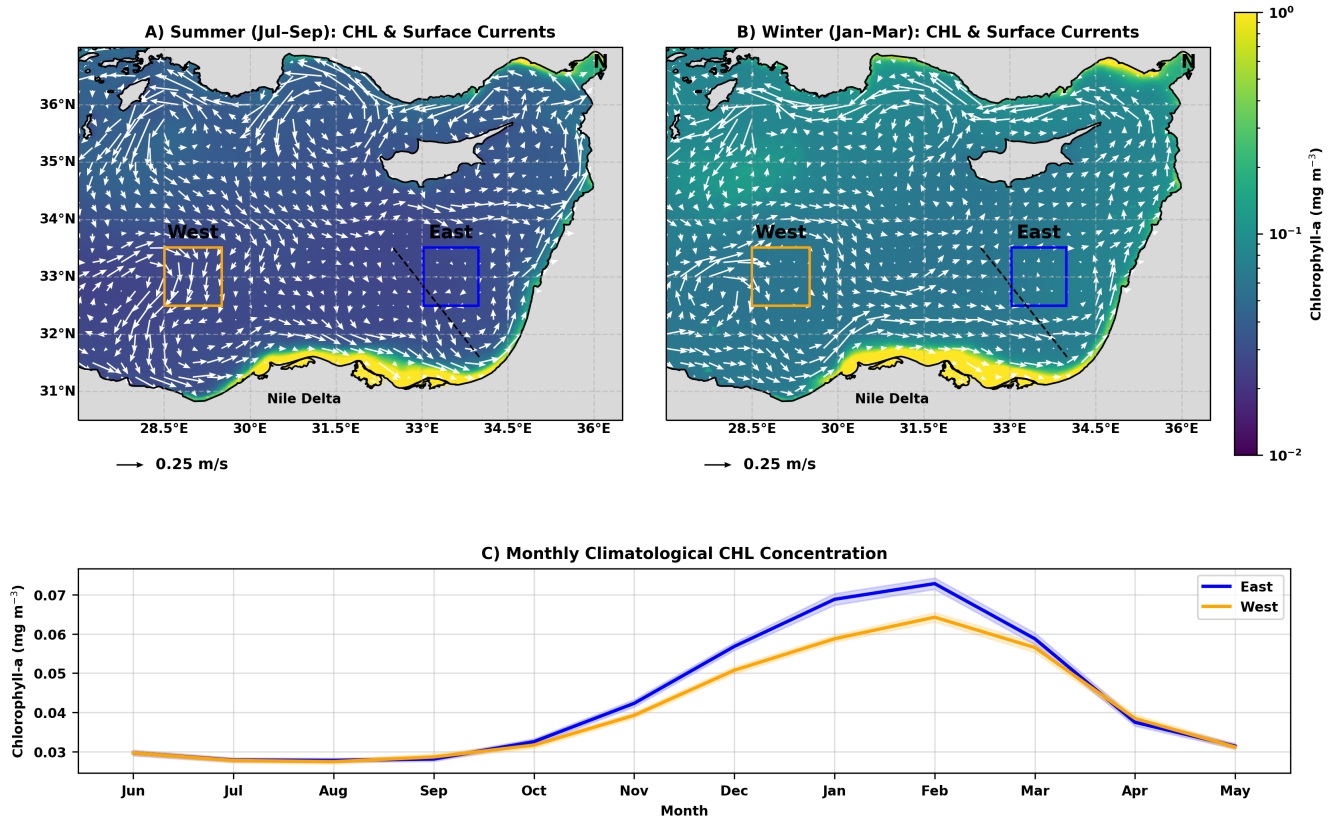 A) Summer (Jul–Sep): CHL & Surface Currents
N
36°N
35°N
34°N
33°N
32°N
31°N
West
East
Nile Delta
28.5°E
30°E
31.5°E
33°E
34.5°E
36°E
0.25 m/s
B) Winter (Jan–Mar): CHL & Surface Currents
N
West
East
Nile Delta
28.5°E
30°E
31.5°E
33°E
34.5°E
36°E
0.25 m/s
10⁰
10⁻¹
10⁻²
Chlorophyll-a (mg m⁻³)
C) Monthly Climatological CHL Concentration
Chlorophyll-a (mg m⁻³)
0.07
0.06
0.05
0.04
0.03
East
West
Jun
Jul
Aug
Sep
Oct
Nov
Dec
Jan
Feb
Mar
Apr
May
Month